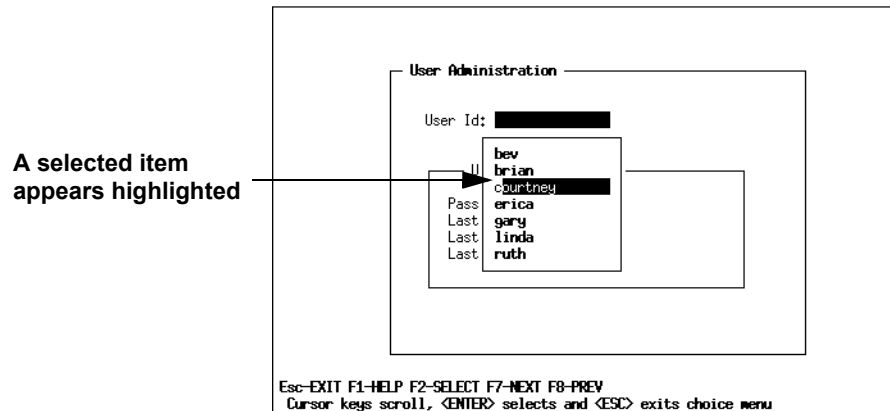 User Administration
User Id:
A selected item
appears highlighted
bev
U brian
courtney
Pass erica
Last gary
Last linda
Last ruth
Esc-EXIT F1-HELP F2-SELECT F7-NEXT F8-PREV
Cursor keys scroll, <ENTER> selects and <ESC> exits choice menu